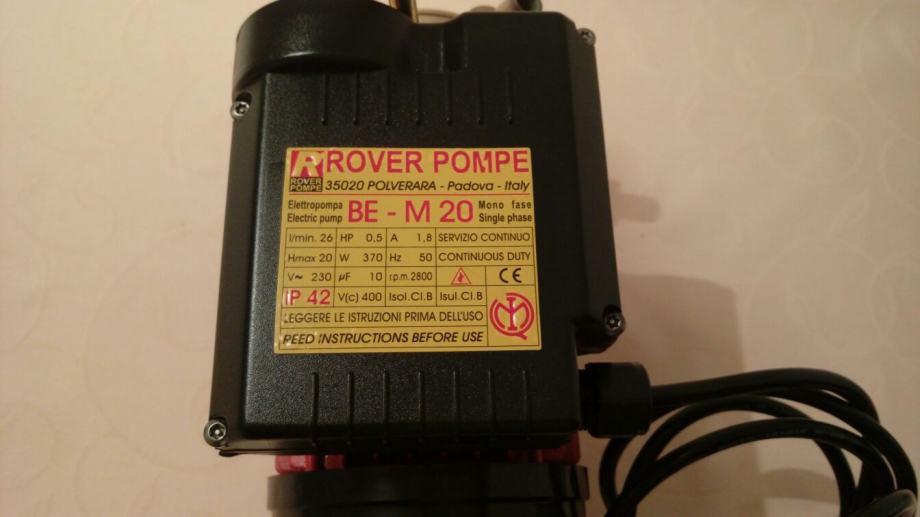 R ROVER POMPE
ROVER POMPE
35020 POLVERARA - Padova - Italy
Elettropompa
Electric pump
BE - M 20
Mono fase
Single phase
l/min. 26 HP 0,5 A 1,8 SERVIZIO CONTINUO
Hmax 20 W 370 Hz 50 CONTINUOUS DUTY
V~ 230 µF 10 r.p.m. 2800 CE
IP 42 V(c) 400 Isol.Cl.B Isul.Cl.B
LEGGERE LE ISTRUZIONI PRIMA DELL'USO
REED INSTRUCTIONS BEFORE USE